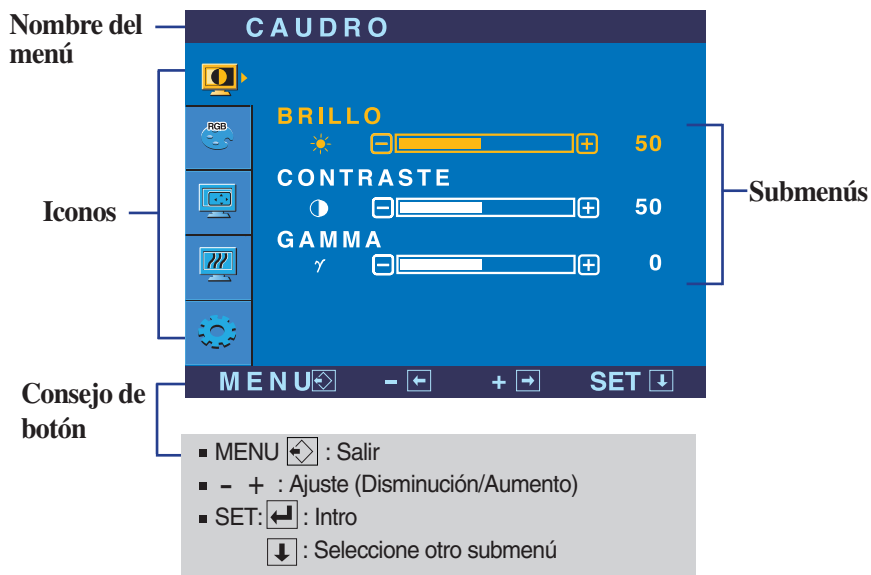 Nombre del
menú
CAUDRO
RGB
BRILLO
50
CONTRASTE
50
GAMMA
γ
0
Iconos
Submenús
Consejo de
botón
MENU - + SET
MENU : Salir
- + : Ajuste (Disminución/Aumento)
SET: : Intro
: Seleccione otro submenú